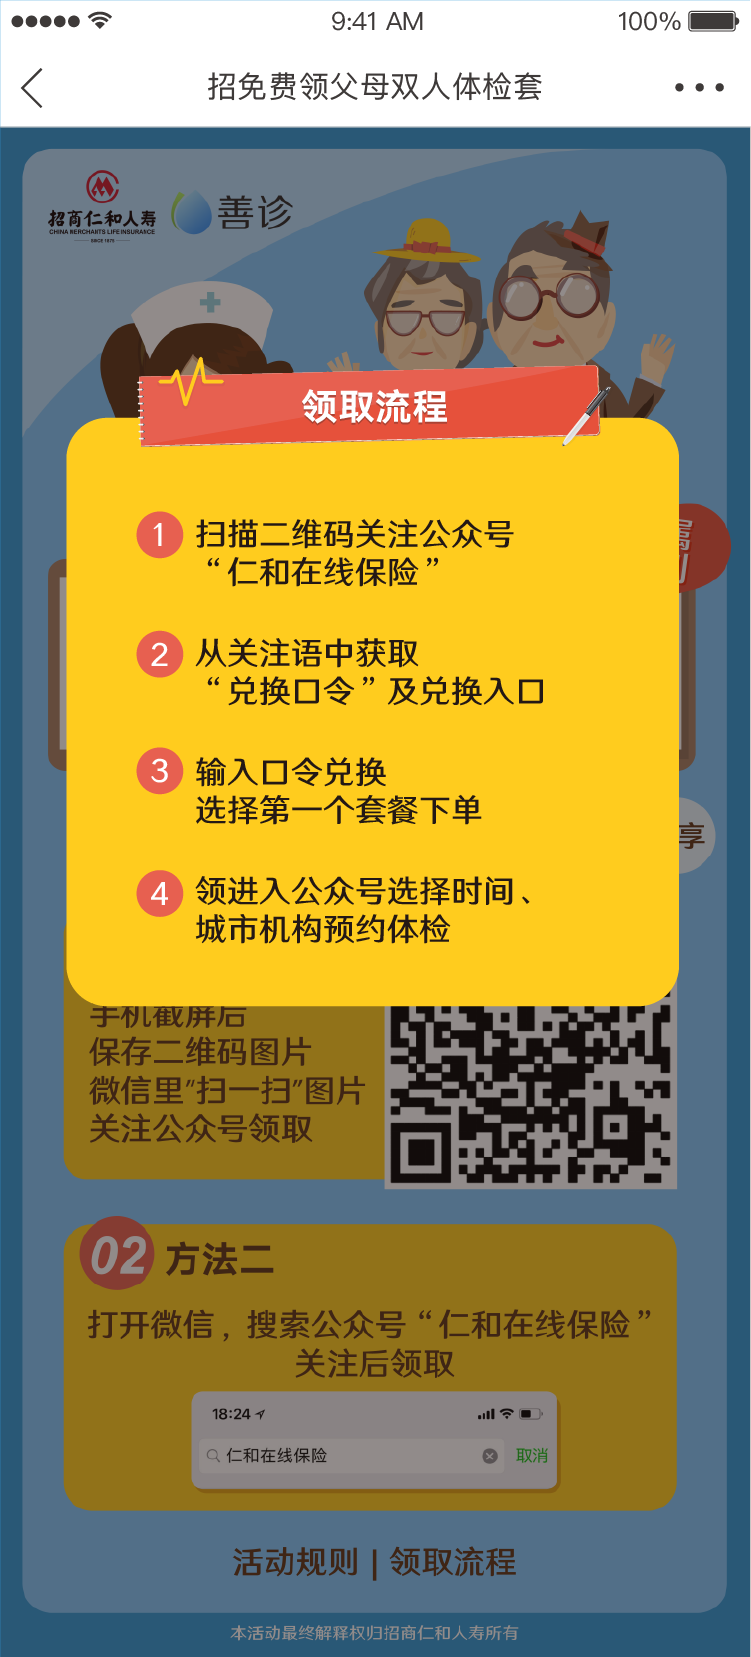 9:41 AM
100%
招免费领父母双人体检套
招商仁和人寿
CHINA MERCHANTS LIFE INSURANCE
SINCE 1875
善诊
领取流程
1 扫描二维码关注公众号
“仁和在线保险”
2 从关注语中获取
“兑换口令”及兑换入口
3 输入口令兑换
选择第一个套餐下单
4 领进入公众号选择时间、
城市机构预约体检
享
手机截屏后
保存二维码图片
微信里“扫一扫”图片
关注公众号领取
02 方法二
打开微信，搜索公众号“仁和在线保险”
关注后领取
18:24
仁和在线保险
取消
活动规则 | 领取流程
本活动最终解释权归招商仁和人寿所有